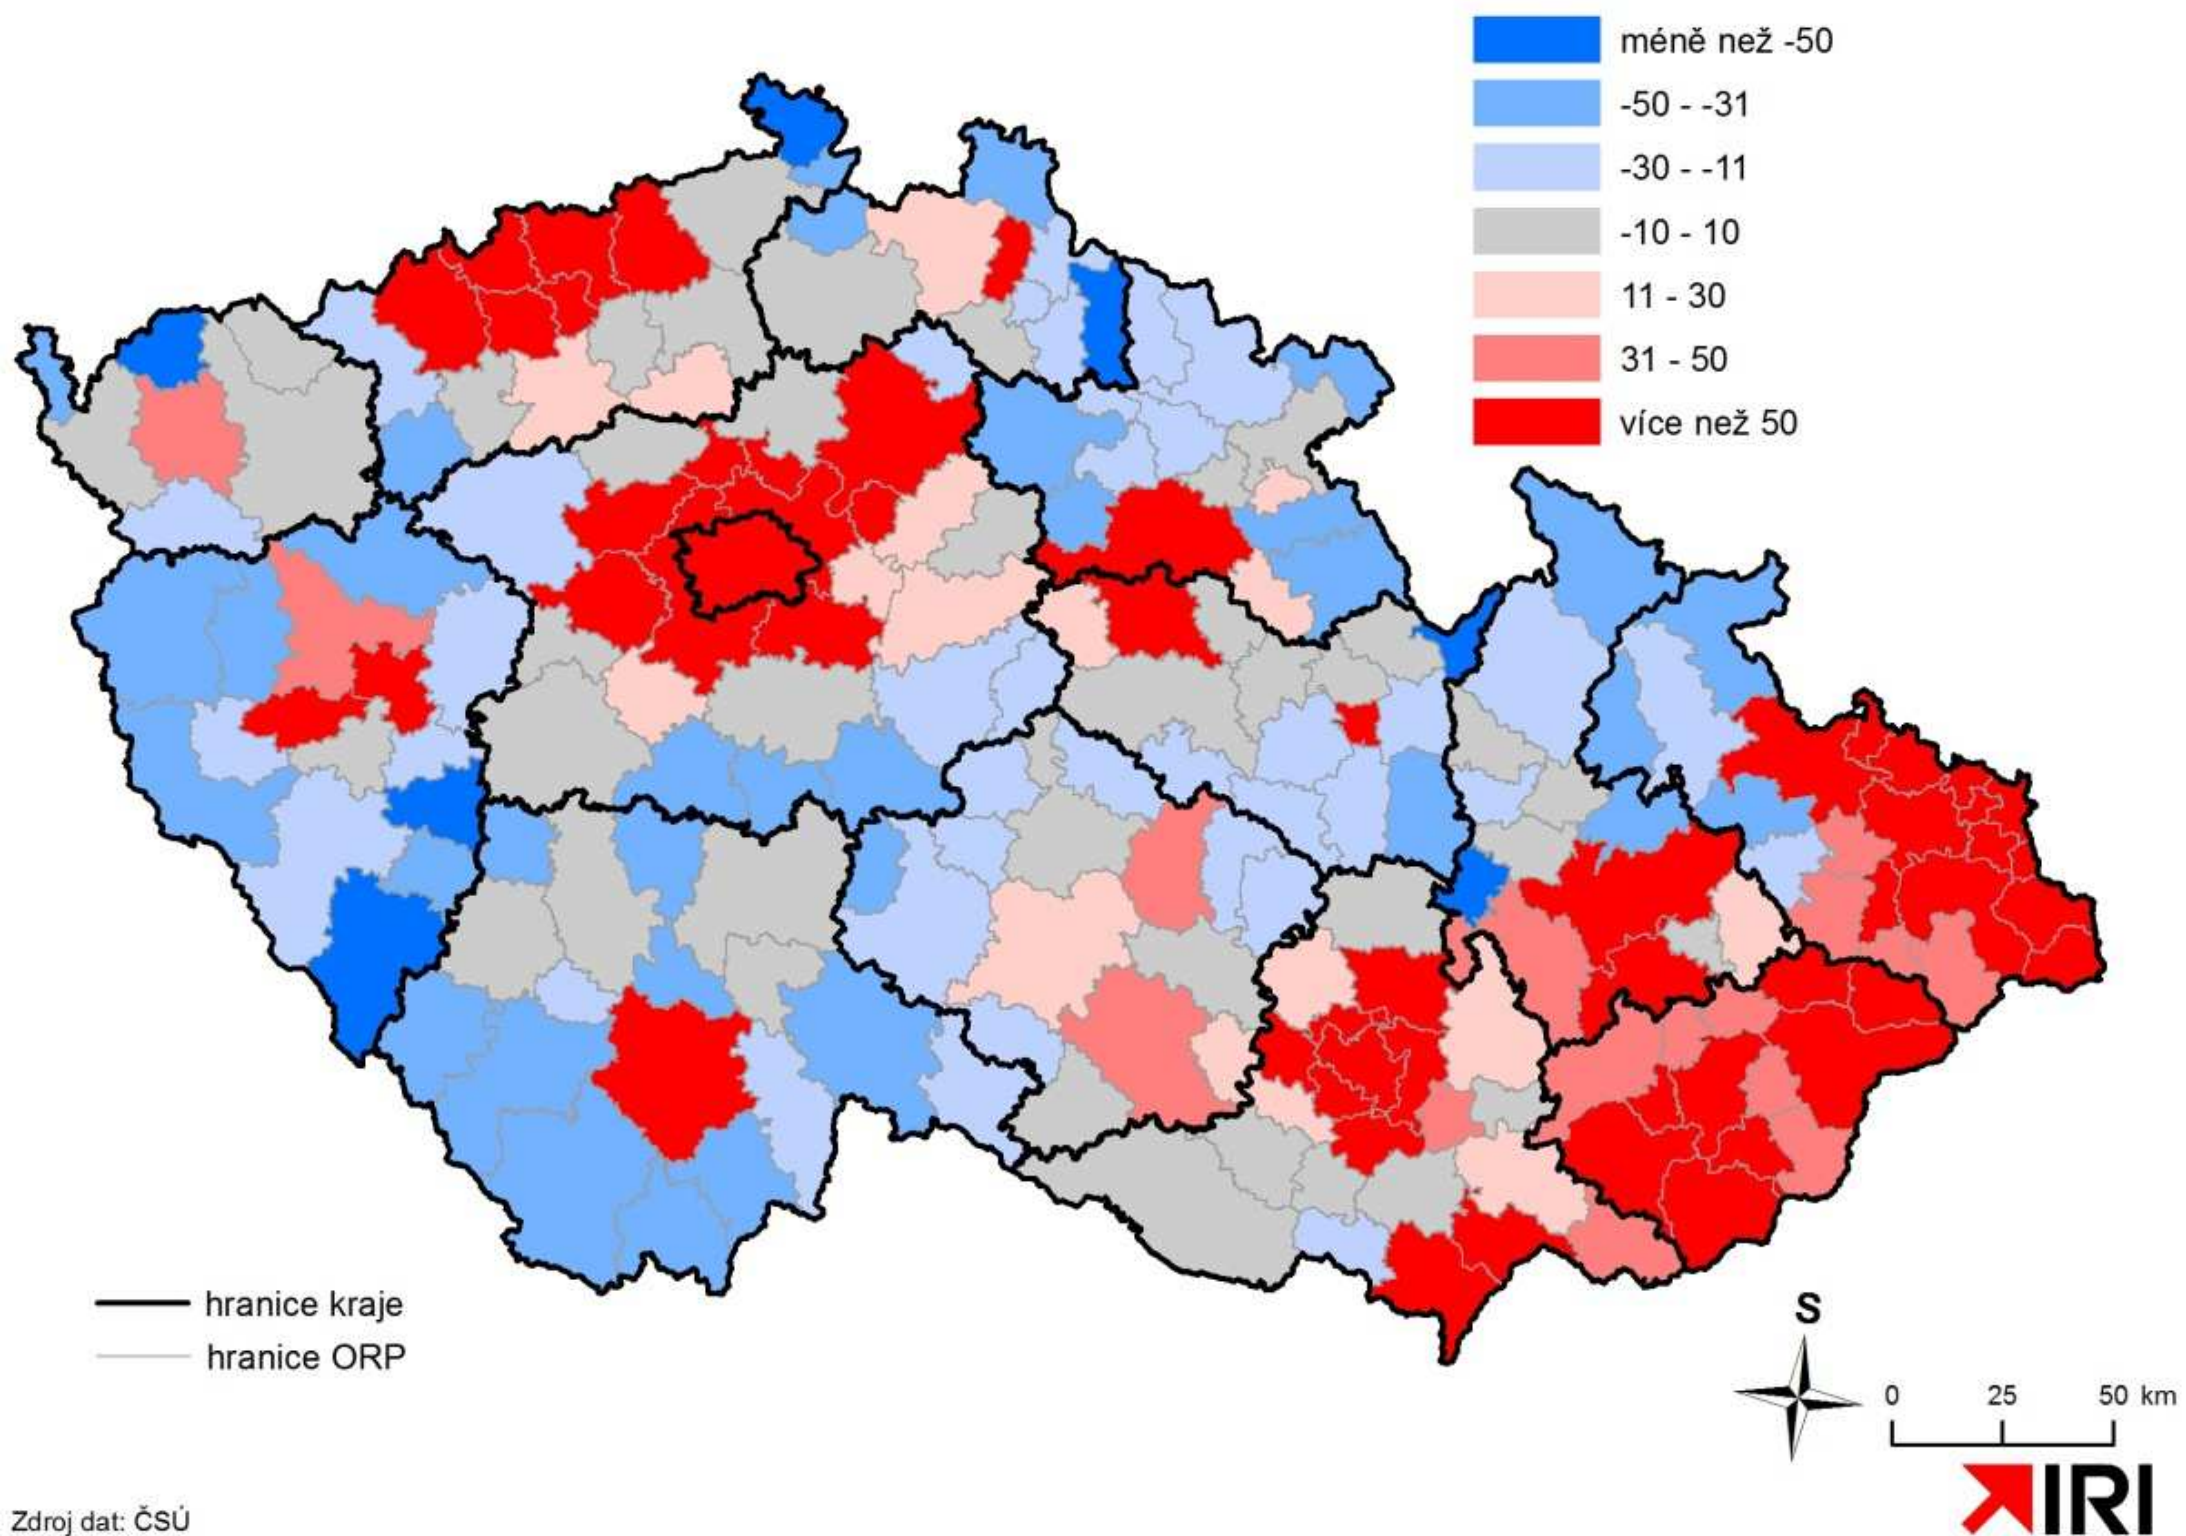 méně než -50
-50 - -31
-30 - -11
-10 - 10
11 - 30
31 - 50
více než 50
hranice kraje
hranice ORP
S
0 25 50 km
IRI
Zdroj dat: ČSÚ